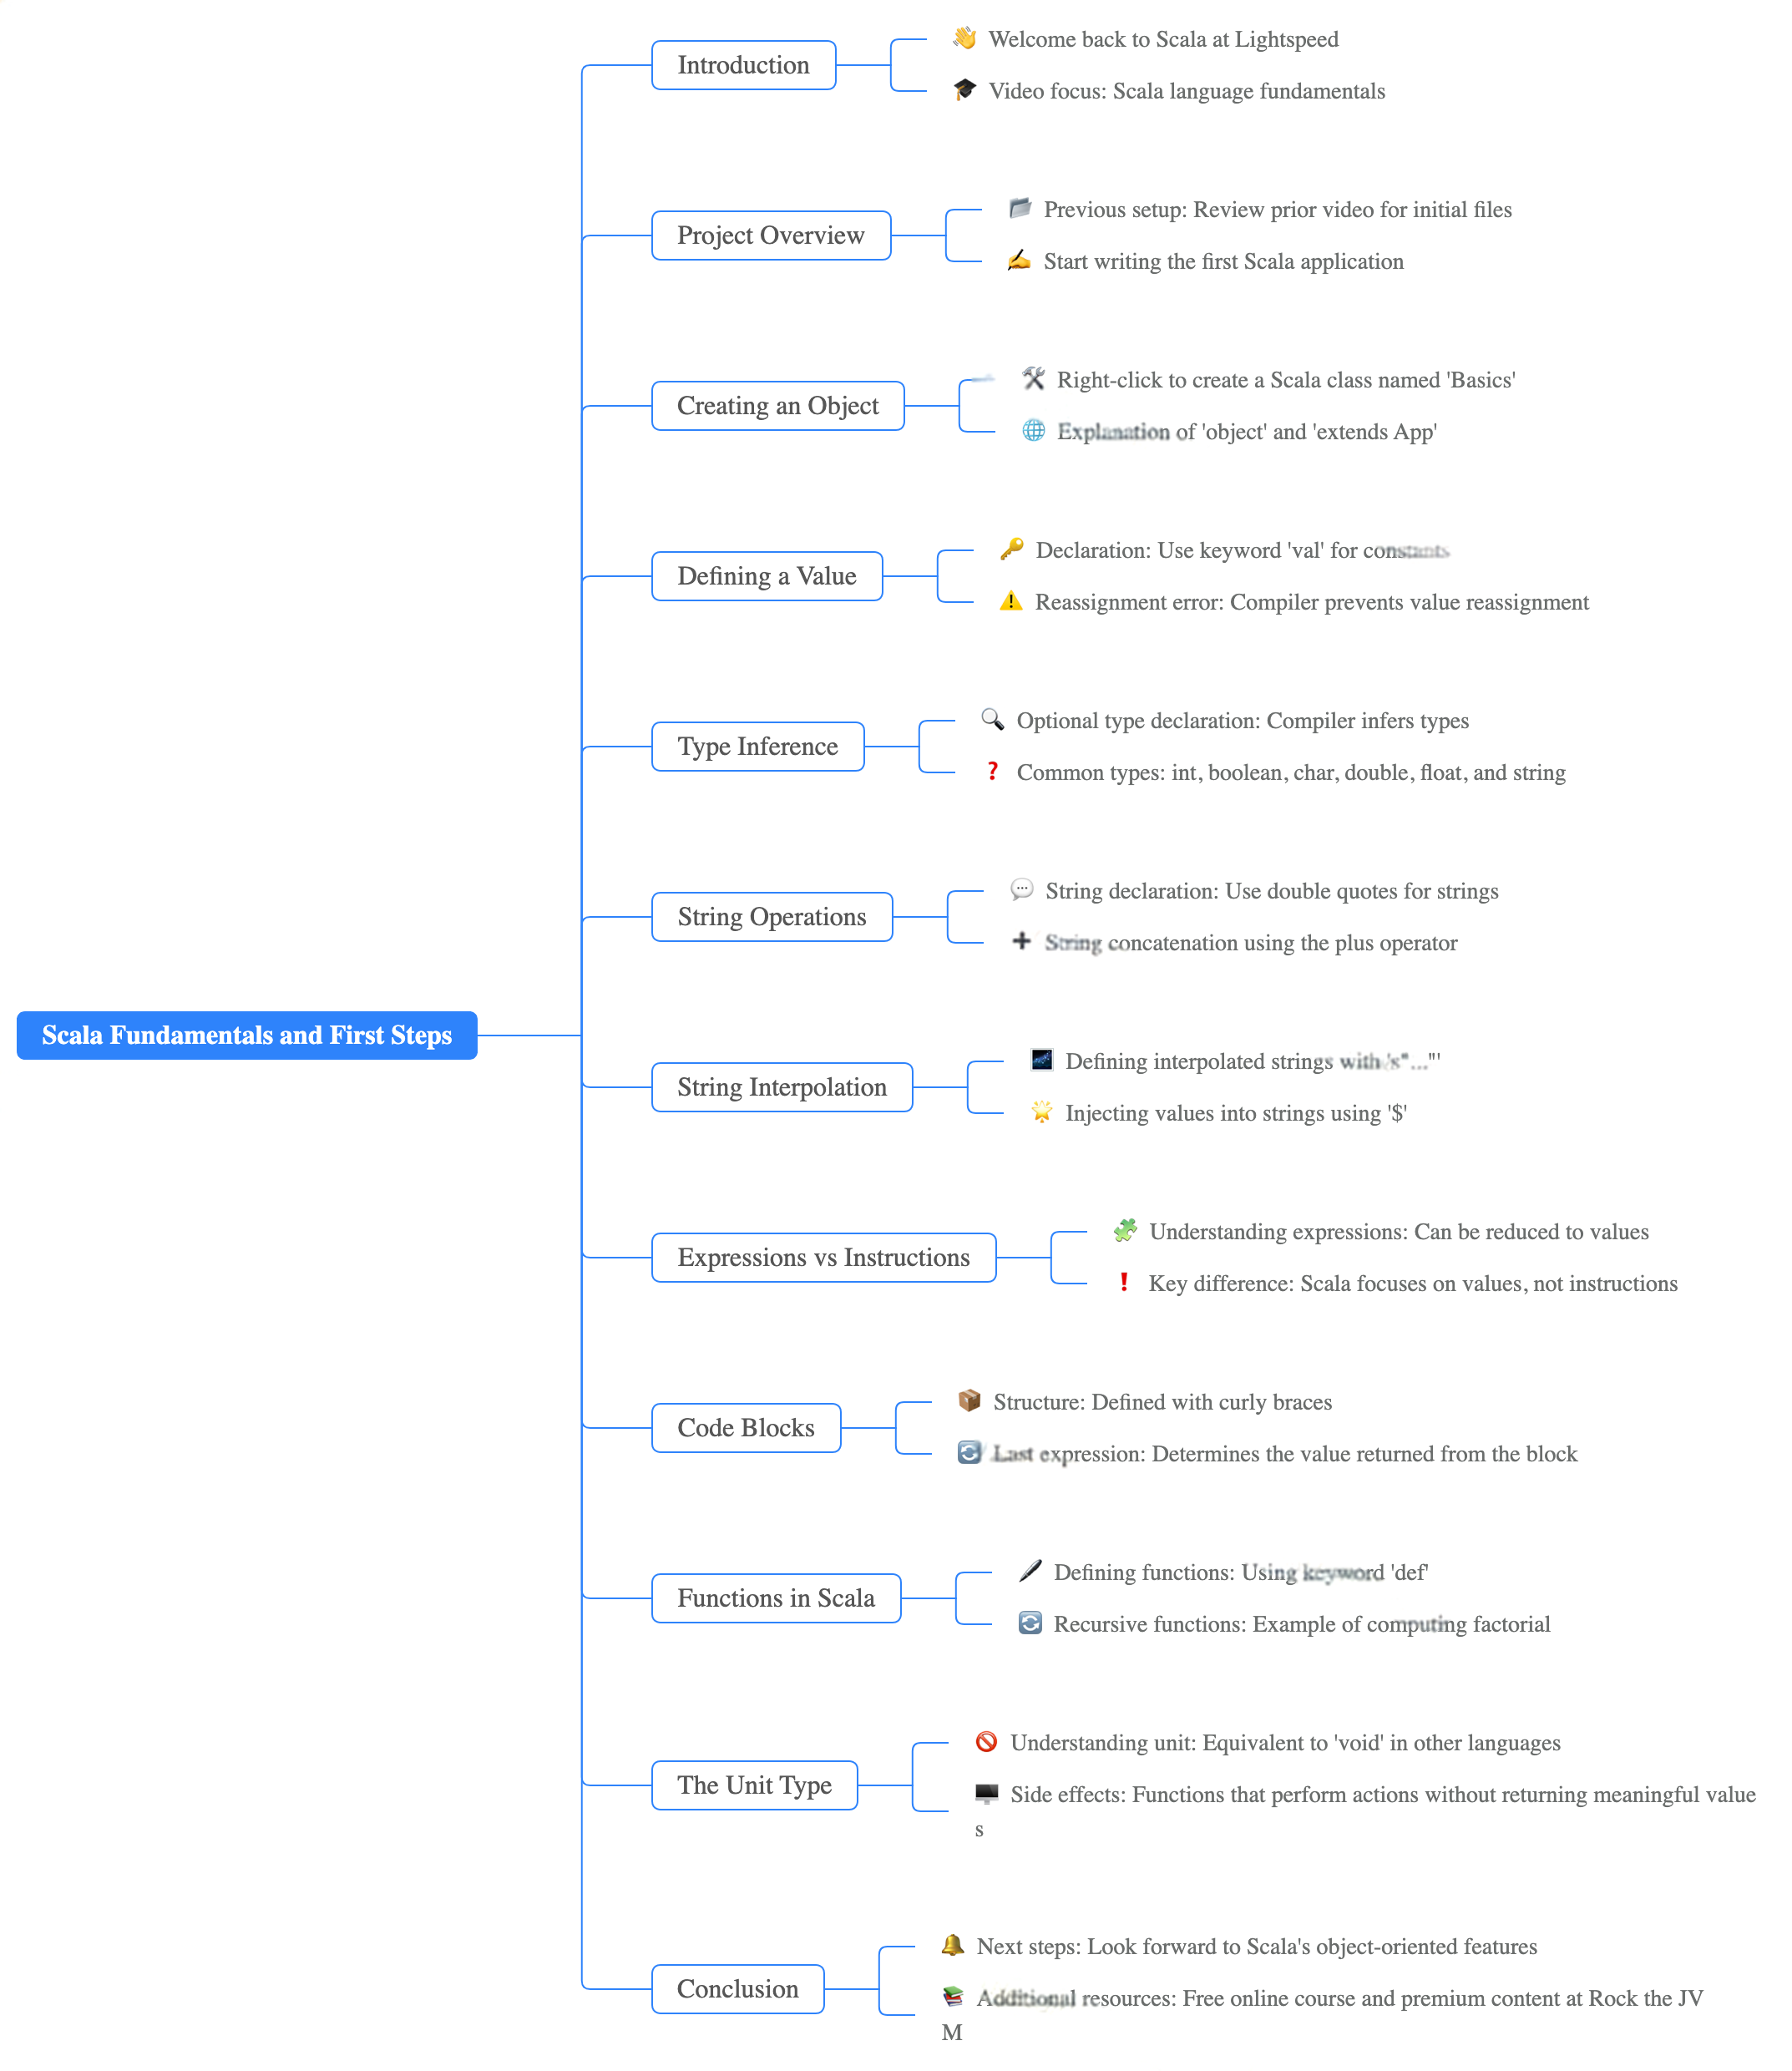 Scala Fundamentals and First Steps
Introduction
👋 Welcome back to Scala at Lightspeed
🎓 Video focus: Scala language fundamentals
Project Overview
📂 Previous setup: Review prior video for initial files
✍️ Start writing the first Scala application
Creating an Object
🛠️ Right-click to create a Scala class named 'Basics'
🌐 Explanation of 'object' and 'extends App'
Defining a Value
🔑 Declaration: Use keyword 'val' for constants
⚠️ Reassignment error: Compiler prevents value reassignment
Type Inference
🔍 Optional type declaration: Compiler infers types
❓ Common types: int, boolean, char, double, float, and string
String Operations
💬 String declaration: Use double quotes for strings
➕ String concatenation using the plus operator
String Interpolation
🌌 Defining interpolated strings with 's"..."'
🌟 Injecting values into strings using '$'
Expressions vs Instructions
🧩 Understanding expressions: Can be reduced to values
❗ Key difference: Scala focuses on values, not instructions
Code Blocks
📦 Structure: Defined with curly braces
🔄 Last expression: Determines the value returned from the block
Functions in Scala
🖋️ Defining functions: Using keyword 'def'
🔄 Recursive functions: Example of computing factorial
The Unit Type
🚫 Understanding unit: Equivalent to 'void' in other languages
🖥️ Side effects: Functions that perform actions without returning meaningful value
s
Conclusion
🔔 Next steps: Look forward to Scala's object-oriented features
📚 Additional resources: Free online course and premium content at Rock the JV
M